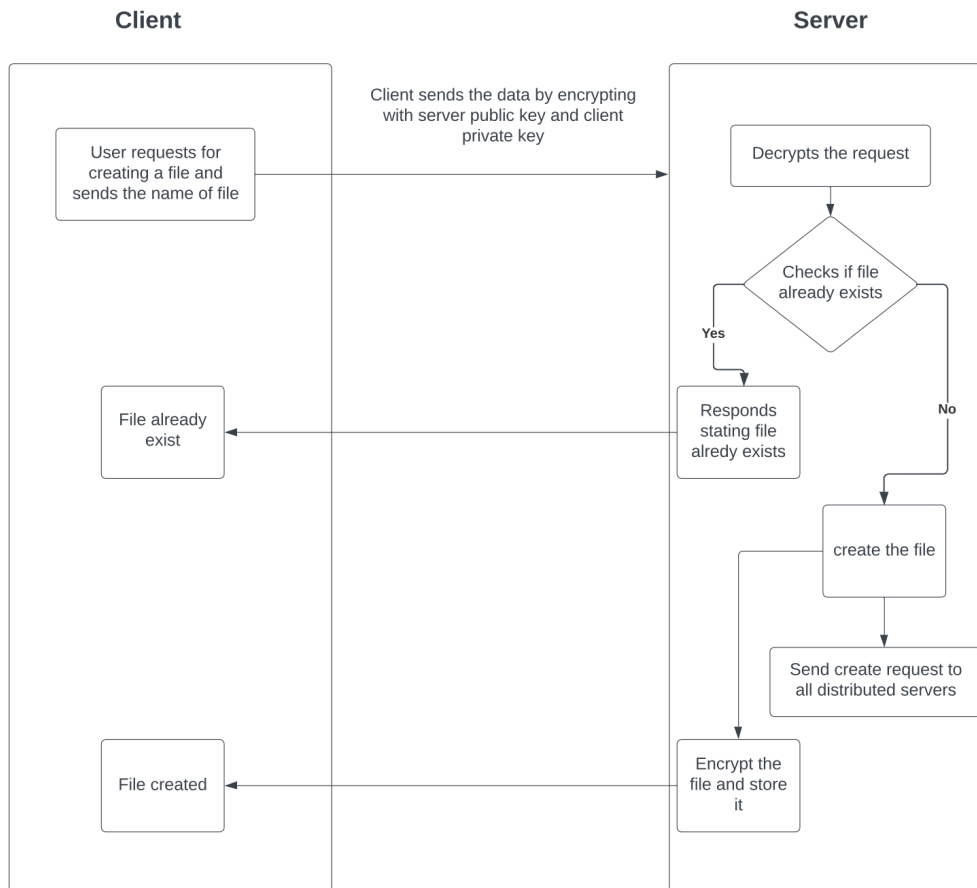 Client
Server
Client sends the data by encrypting
with server public key and client
private key
User requests for
creating a file and
sends the name of file
Decrypts the request
Checks if file
already exists
Yes
No
File already
exist
Responds
stating file
alredy exists
create the file
Send create request to
all distributed servers
File created
Encrypt the
file and store
it